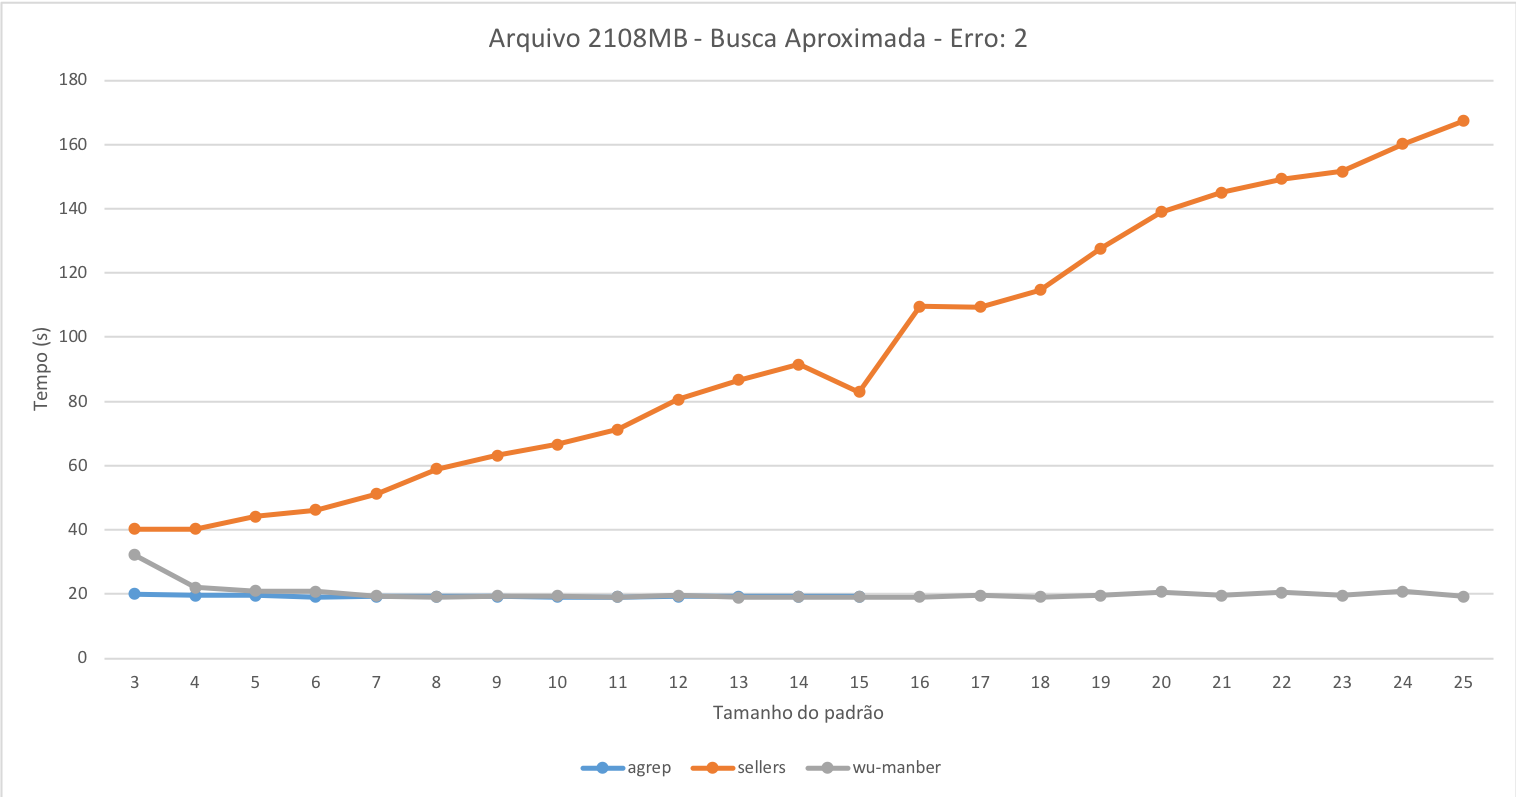 Arquivo 2108MB - Busca Aproximada - Erro: 2
180
160
140
120
100
80
60
40
20
0
Tempo (s)
3 4 5 6 7 8 9 10 11 12 13 14 15 16 17 18 19 20 21 22 23 24 25
Tamanho do padrão
agrep sellers wu-manber